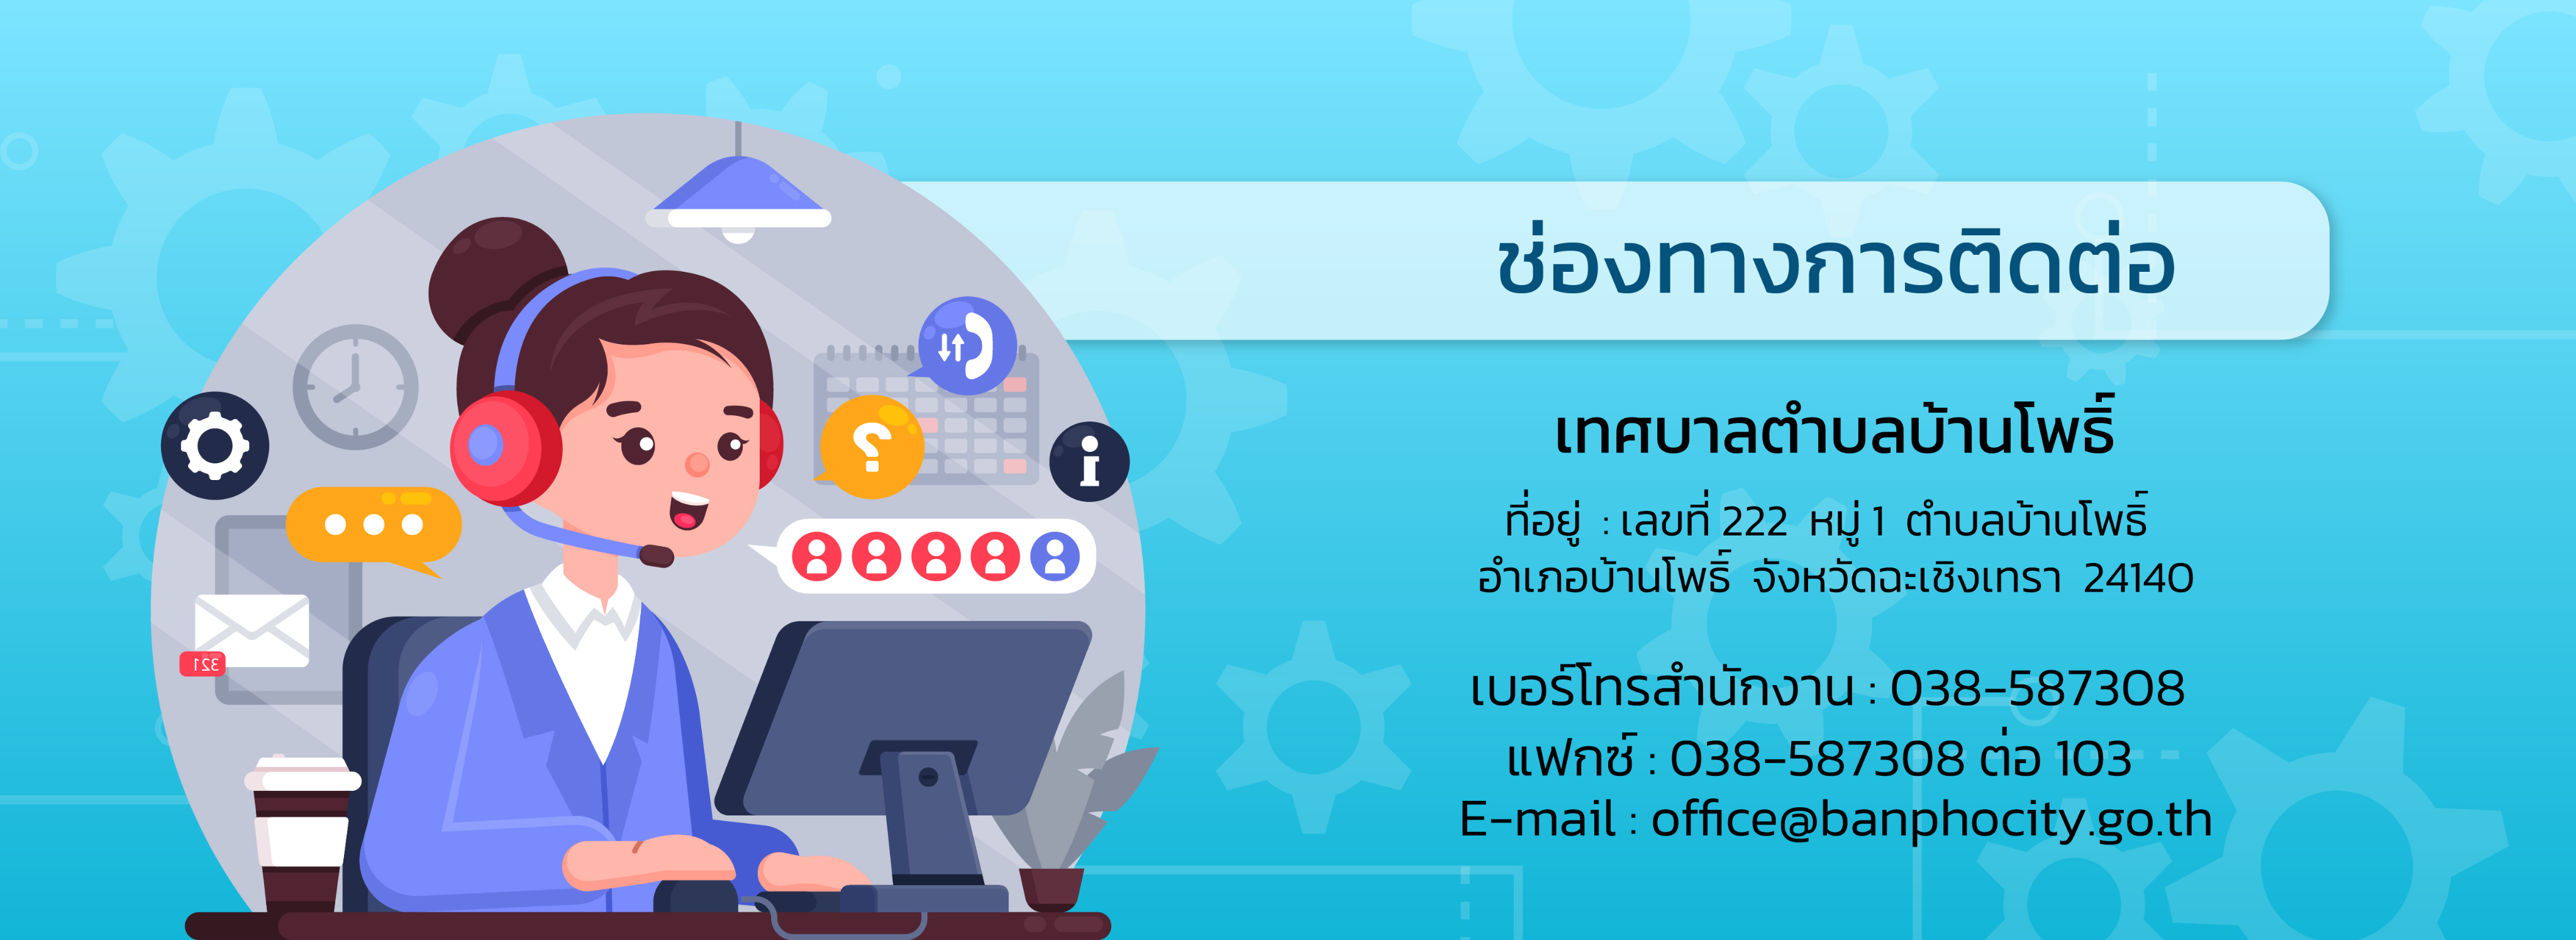 ช่องทางการติดต่อ
เทศบาลตำบลบ้านโพธิ์
ที่อยู่ : เลขที่ 222 หมู่ 1 ตำบลบ้านโพธิ์
อำเภอบ้านโพธิ์ จังหวัดฉะเชิงเทรา 24140
เบอร์โทรสำนักงาน : 038-587308
แฟกซ์ : 038-587308 ต่อ 103
E-mail : office@banphocity.go.th
?
i
321